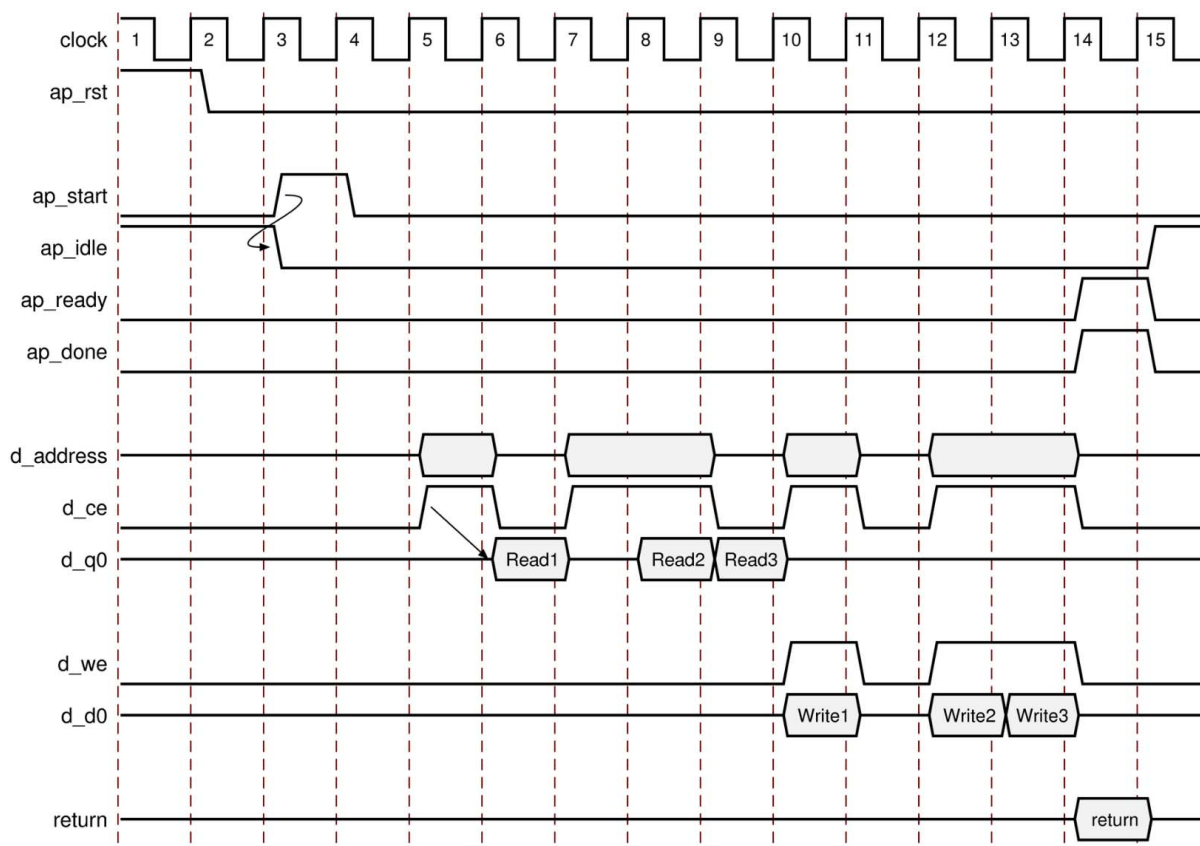 clock 1 2 3 4 5 6 7 8 9 10 11 12 13 14 15
ap_rst
ap_start
ap_idle
ap_ready
ap_done
d_address
d_ce
d_q0 Read1 Read2 Read3
d_we
d_d0 Write1 Write2 Write3
return return